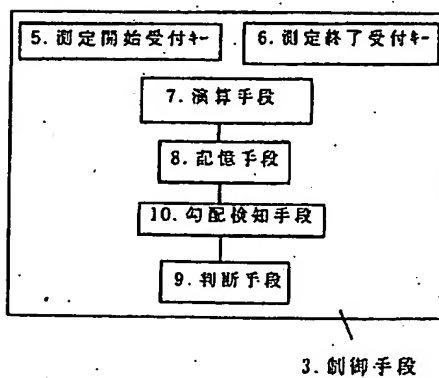 5. 測定開始受付キー
6. 測定終了受付キー
7. 演算手段
8. 記憶手段
10. 勾配検知手段
9. 判断手段
3. 制御手段